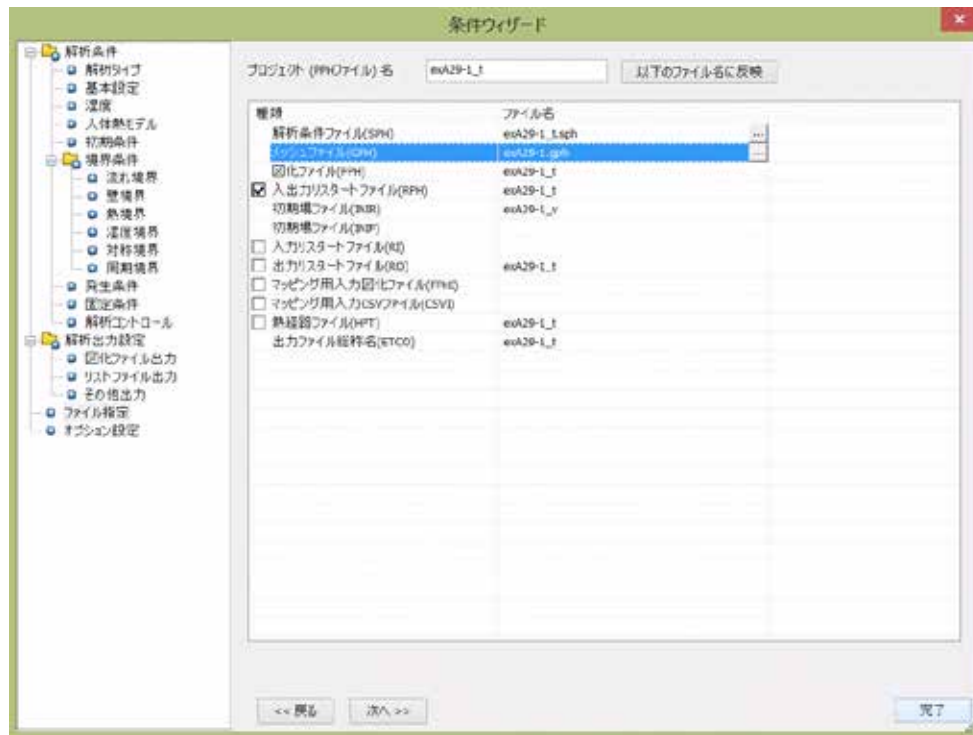 条件ウィザード
解析条件
解析タイプ
基本設定
湿度
人体熱モデル
初期条件
境界条件
流れ境界
壁境界
熱境界
湿度境界
対称境界
周期境界
発生条件
固定条件
解析コントロール
解析出力設定
図化ファイル出力
リストファイル出力
その他出力
ファイル指定
オプション設定
プロジェクト (PPHファイル) 名 exA29-1_t 以下のファイル名に反映
種類 ファイル名
解析条件ファイル(SPH) exA29-1_t.sph ...
メッシュファイル(GPH) exA29-1.gph ...
図化ファイル(FPH) exA29-1_t
入出力リスタートファイル(RPH) exA29-1_t
初期場ファイル(INIR) exA29-1_v
初期場ファイル(INIF)
入力リスタートファイル(RI)
出力リスタートファイル(RO) exA29-1_t
マッピング用入力図化ファイル(FPHI)
マッピング用入力CSVファイル(CSVI)
熱経路ファイル(HPT) exA29-1_t
出力ファイル総称名(ETCO) exA29-1_t
<< 戻る 次へ >> 完了